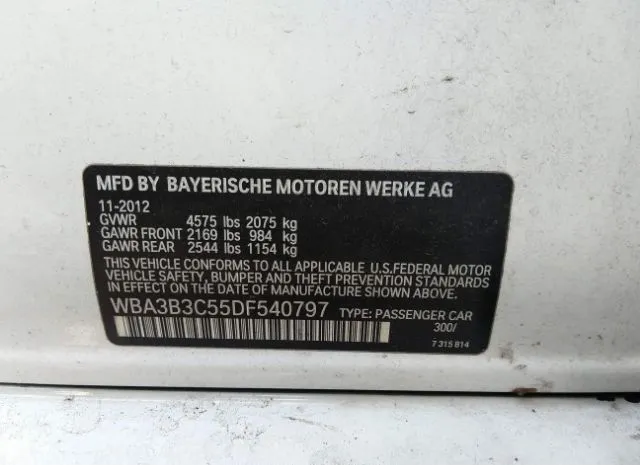 MFD BY BAYERISCHE MOTOREN WERKE AG
11-2012
GVWR 4575 lbs 2075 kg
GAWR FRONT 2169 lbs 984 kg
GAWR REAR 2544 lbs 1154 kg
THIS VEHICLE CONFORMS TO ALL APPLICABLE U.S.FEDERAL MOTOR
VEHICLE SAFETY, BUMPER AND THEFT PREVENTION STANDARDS
IN EFFECT ON THE DATE OF MANUFACTURE SHOWN ABOVE.
WBA3B3C55DF540797 TYPE: PASSENGER CAR
300/
7 315 814